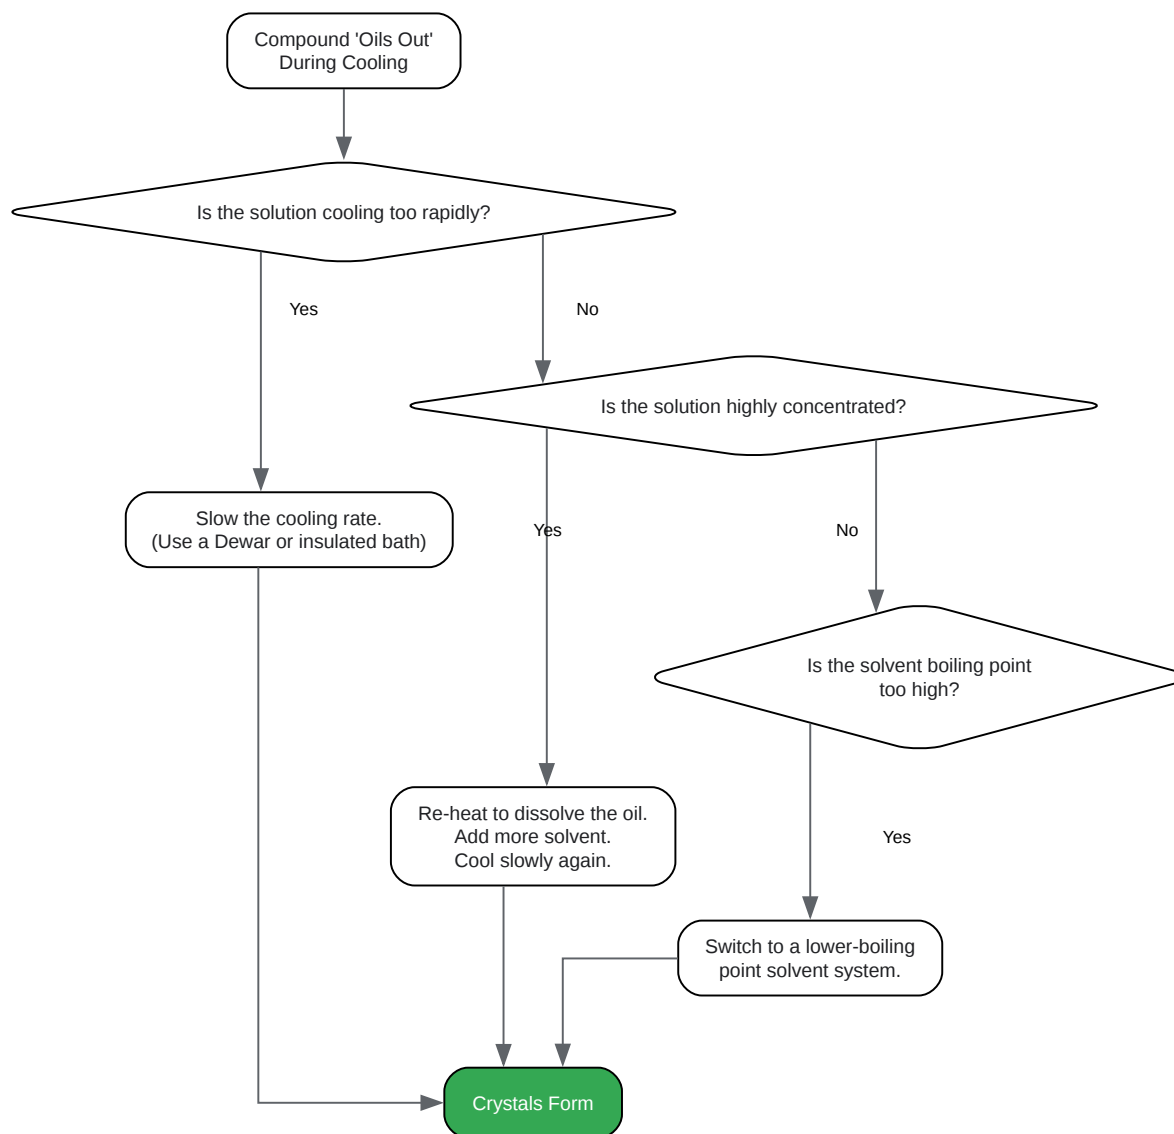 Compound 'Oils Out'
During Cooling
Is the solution cooling too rapidly?
Yes
No
Is the solution highly concentrated?
Slow the cooling rate.
(Use a Dewar or insulated bath)
Yes
No
Is the solvent boiling point
too high?
Re-heat to dissolve the oil.
Add more solvent.
Cool slowly again.
Yes
Switch to a lower-boiling
point solvent system.
Crystals Form